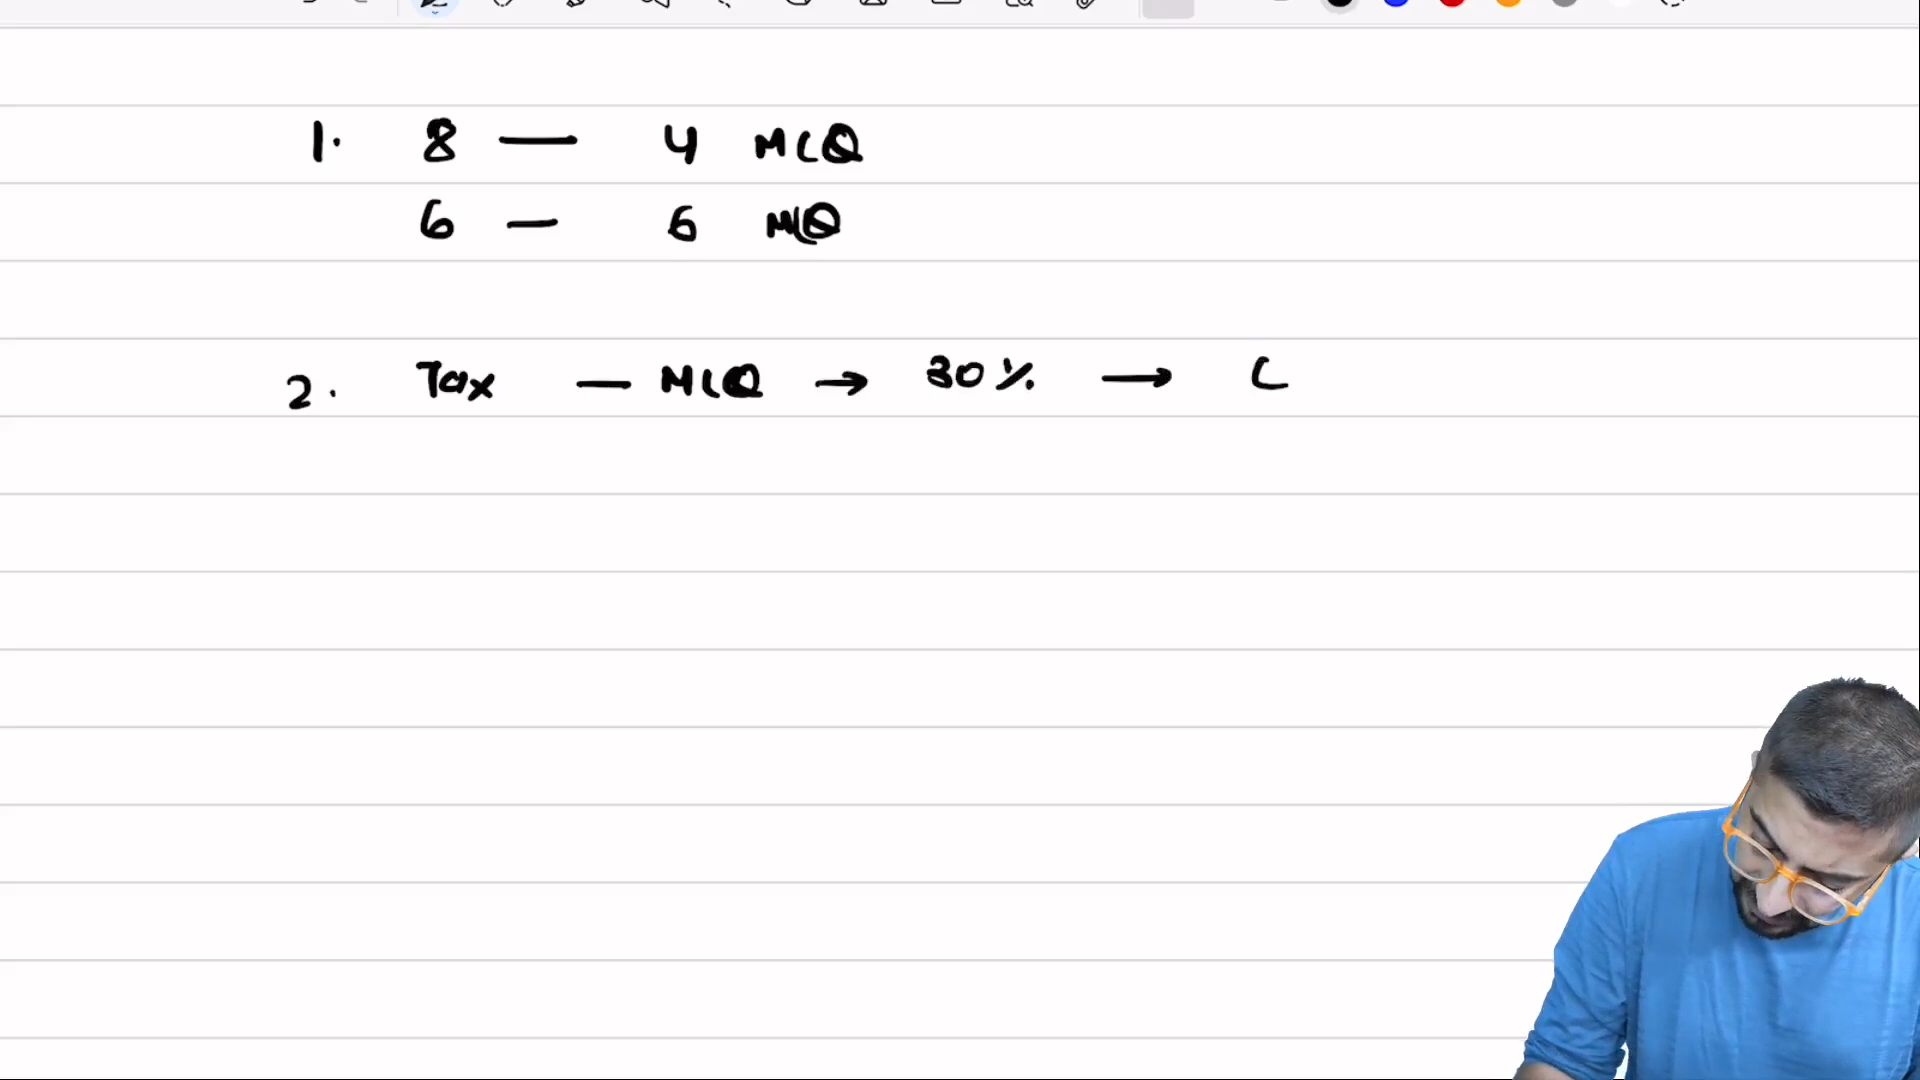 1. 8 — 4 MCQ
6 — 6 MCQ
2. Tax — MCQ → 30% → C